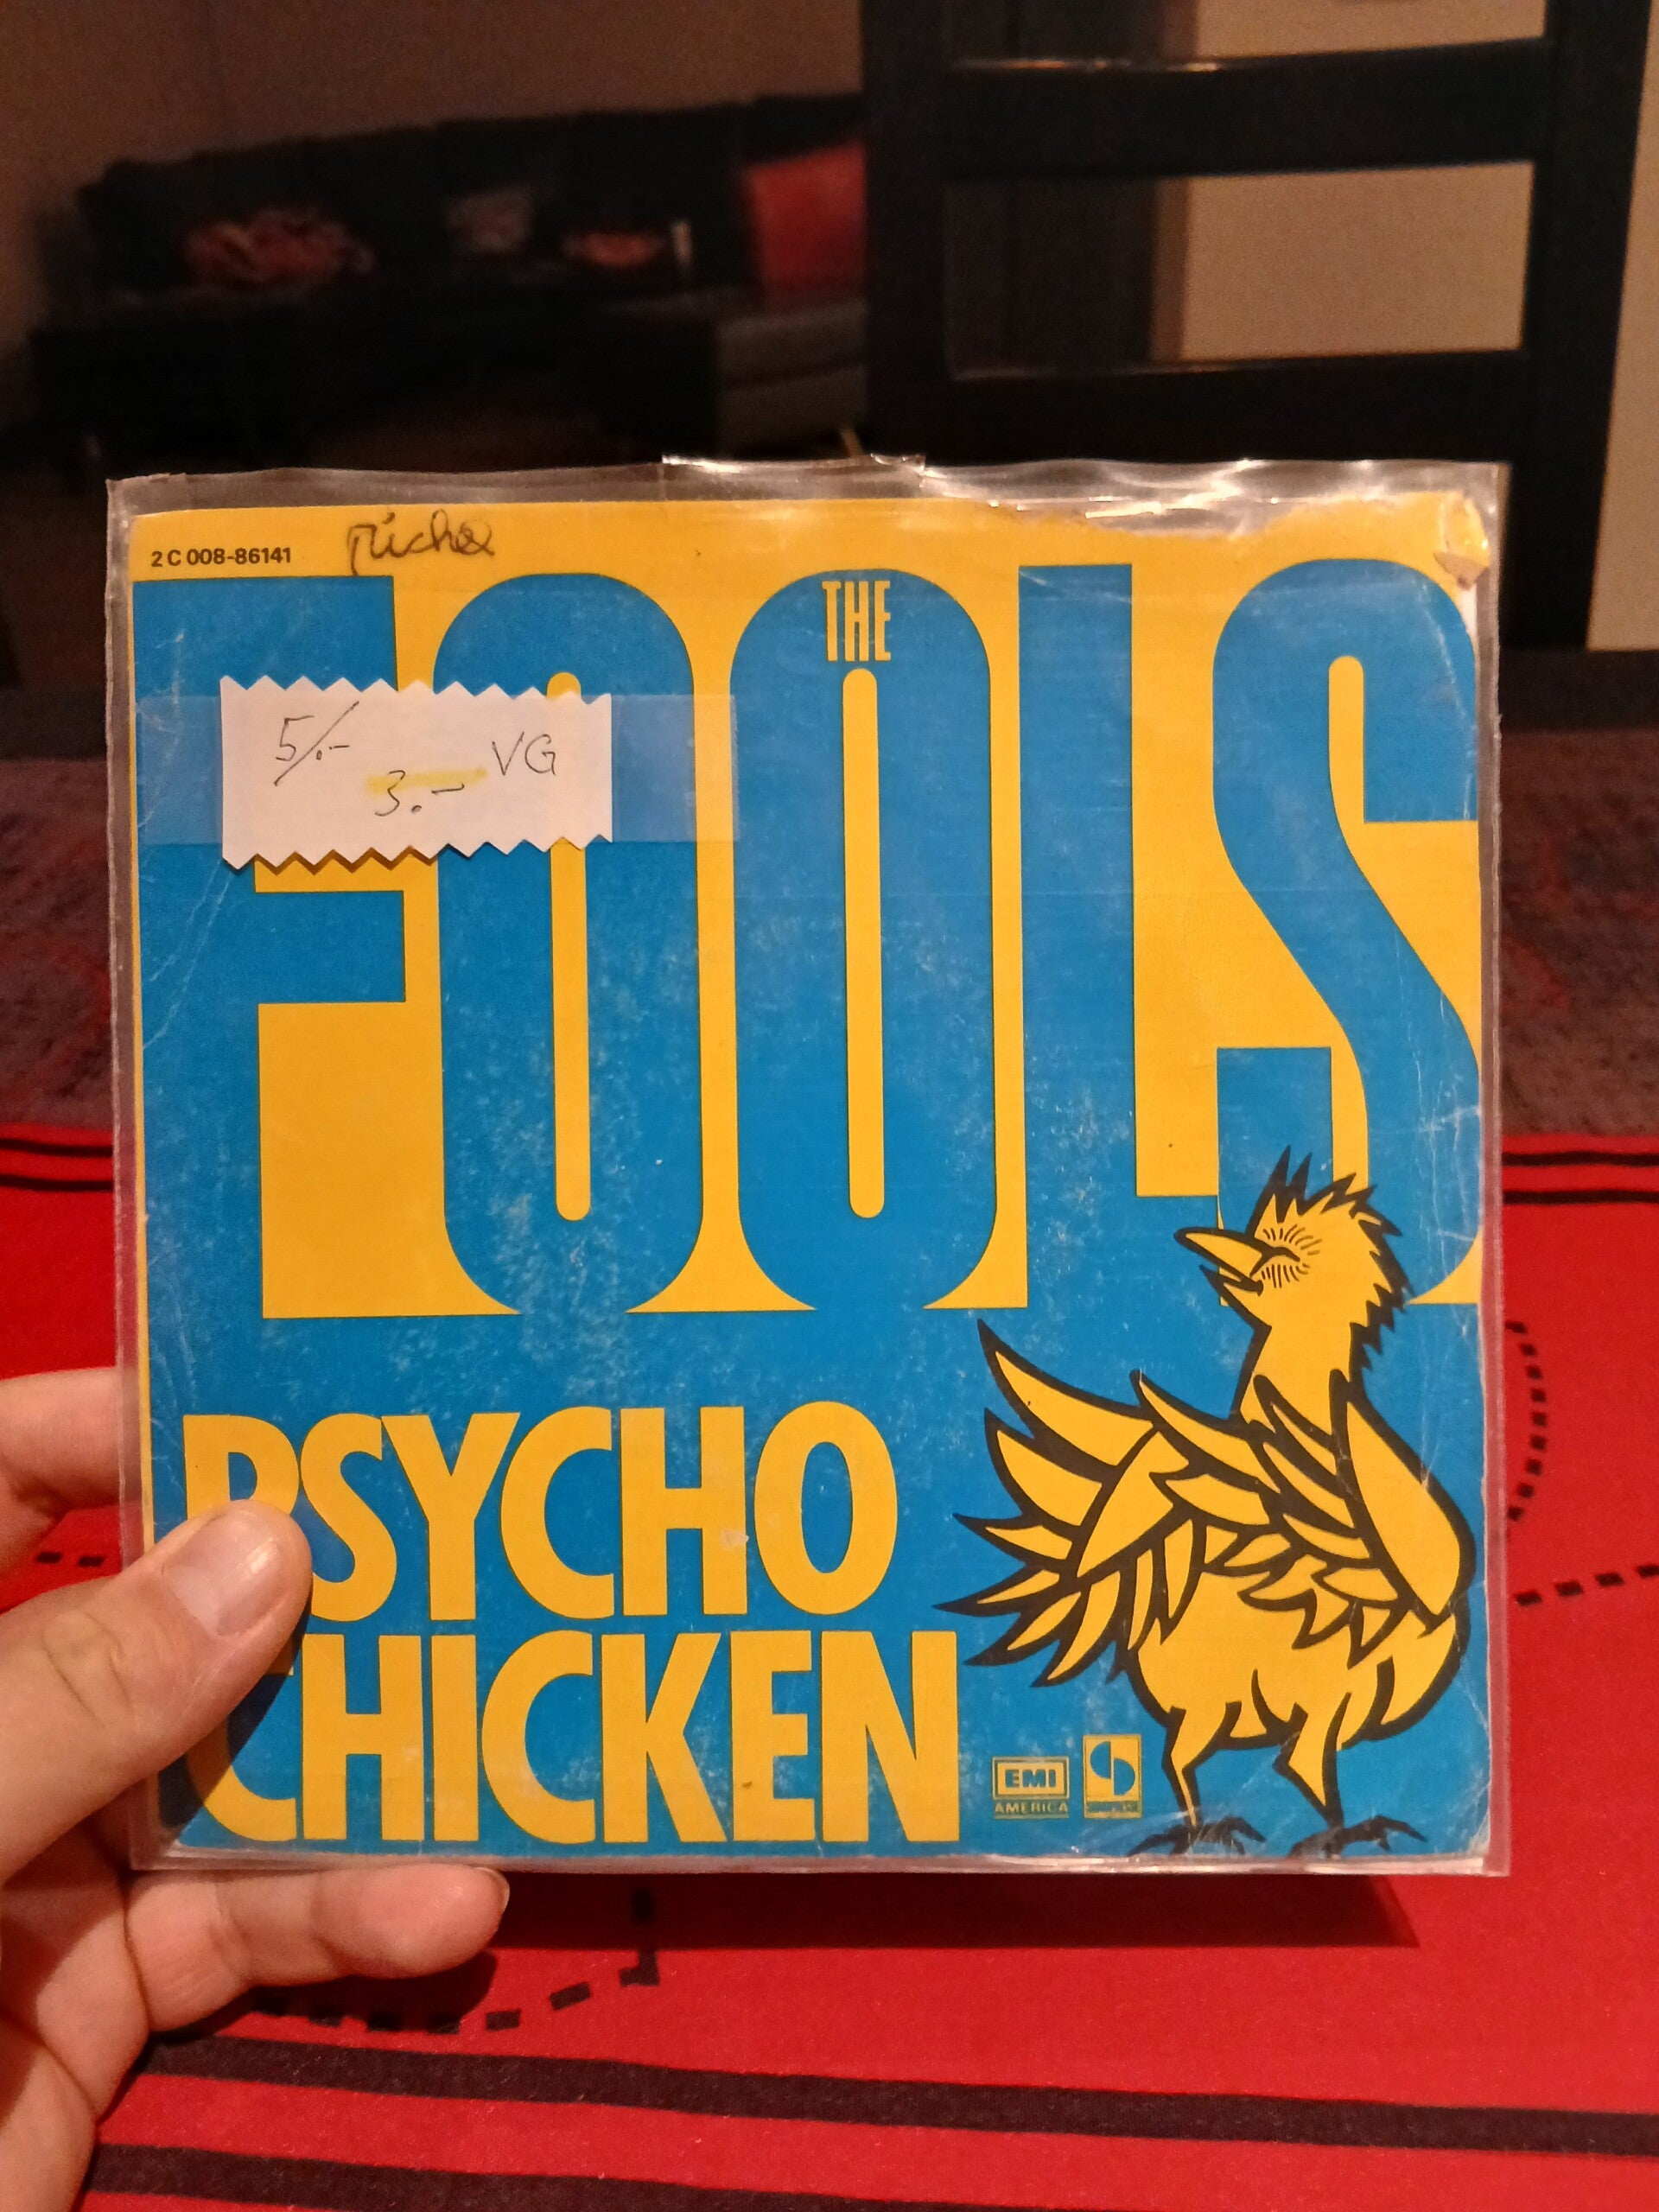 2 C 008-86141
THE
FOOLS
5/.- VG
3.-
PSYCHO
CHICKEN
EMI
AMERICA